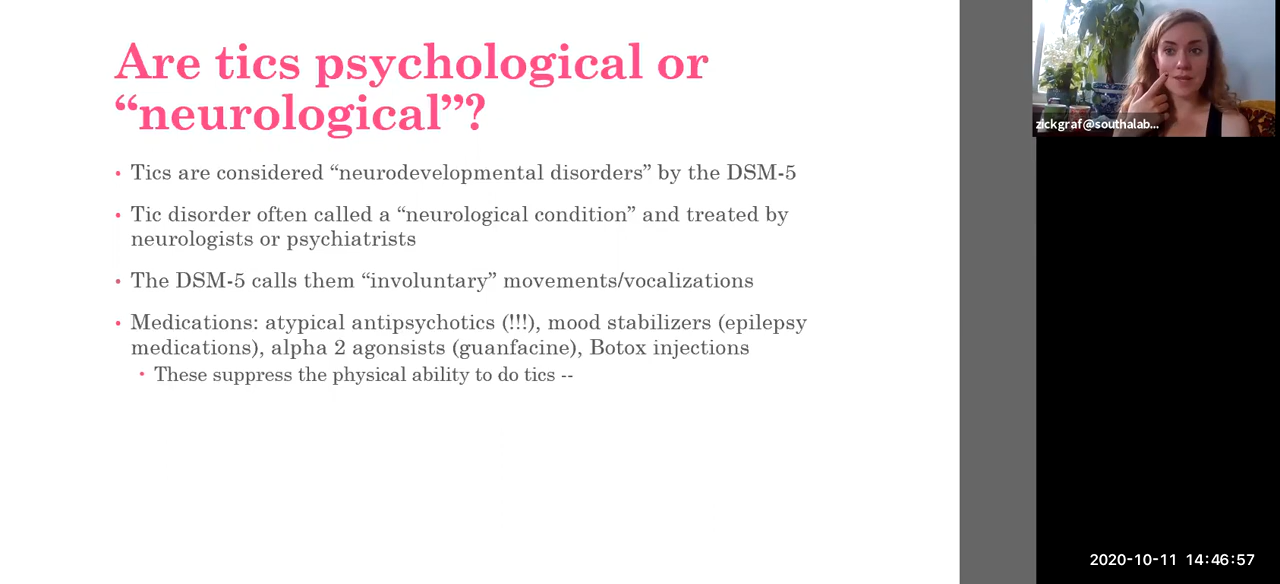 Are tics psychological or
“neurological”?
• Tics are considered “neurodevelopmental disorders” by the DSM-5
• Tic disorder often called a “neurological condition” and treated by
neurologists or psychiatrists
• The DSM-5 calls them “involuntary” movements/vocalizations
• Medications: atypical antipsychotics (!!!), mood stabilizers (epilepsy
medications), alpha 2 agonsists (guanfacine), Botox injections
• These suppress the physical ability to do tics --
zickgraf@southalab...
2020-10-11 14:46:57